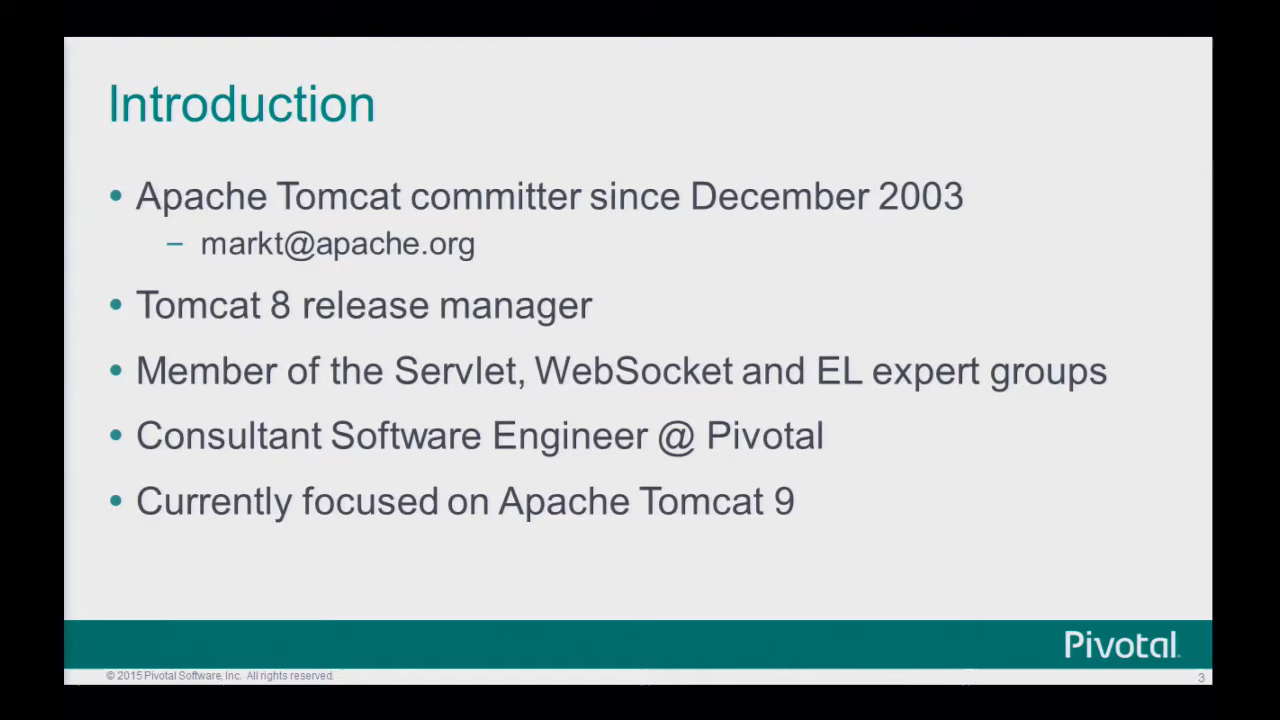 Introduction
• Apache Tomcat committer since December 2003
– markt@apache.org
• Tomcat 8 release manager
• Member of the Servlet, WebSocket and EL expert groups
• Consultant Software Engineer @ Pivotal
• Currently focused on Apache Tomcat 9
Pivotal
© 2015 Pivotal Software, Inc. All rights reserved.
3